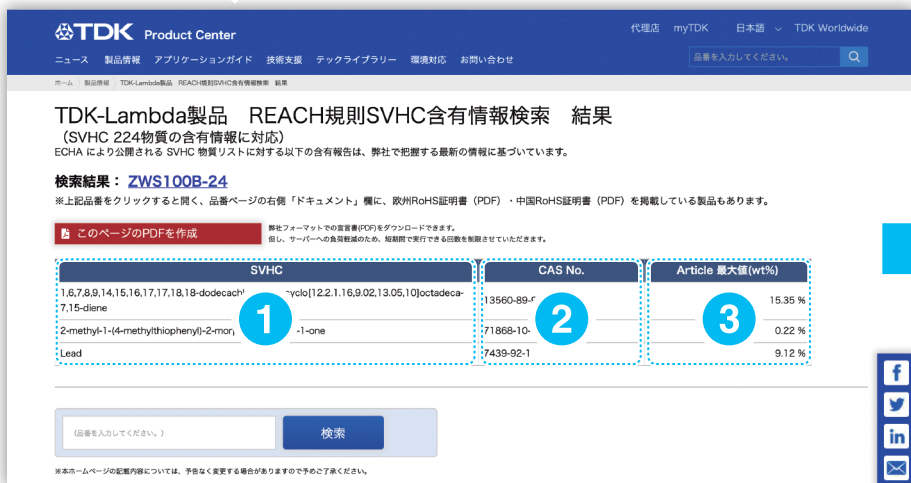 TDK Product Center
代理店 myTDK 日本語 TDK Worldwide
ニュース 製品情報 アプリケーションガイド 技術支援 テックライブラリー 環境対応 お問い合わせ
品番を入力してください。
ホーム 製品情報 TDK-Lambda製品 REACH規則SVHC含有情報検索 結果
TDK-Lambda製品 REACH規則SVHC含有情報検索 結果
（SVHC 224物質の含有情報に対応）
ECHA により公開される SVHC 物質リストに対する以下の含有報告は、弊社で把握する最新の情報に基づいています。
検索結果： ZWS100B-24
※上記品番をクリックすると開く、品番ページの右側「ドキュメント」欄に、欧州RoHS証明書（PDF）・中国RoHS証明書（PDF）を掲載している製品もあります。
このページのPDFを作成
弊社フォーマットでの宣言書(PDF)をダウンロードできます。
但し、サーバーへの負荷軽減のため、短期間で実行できる回数を制限させていただきます。
SVHC CAS No. Article 最大値(wt%)
1,6,7,8,9,14,15,16,17,17,18,18-dodecachl yclo[12.2.1.16,9.02,13.05,10]octadeca-
7,15-diene
13560-89- 15.35 %
2-methyl-1-(4-methylthiophenyl)-2-mor -1-one 71868-10- 0.22 %
Lead 7439-92-1 9.12 %
1 2 3
（品番を入力してください。） 検索
※本ホームページの記載内容については、予告なく変更する場合がありますので予めご了承ください。